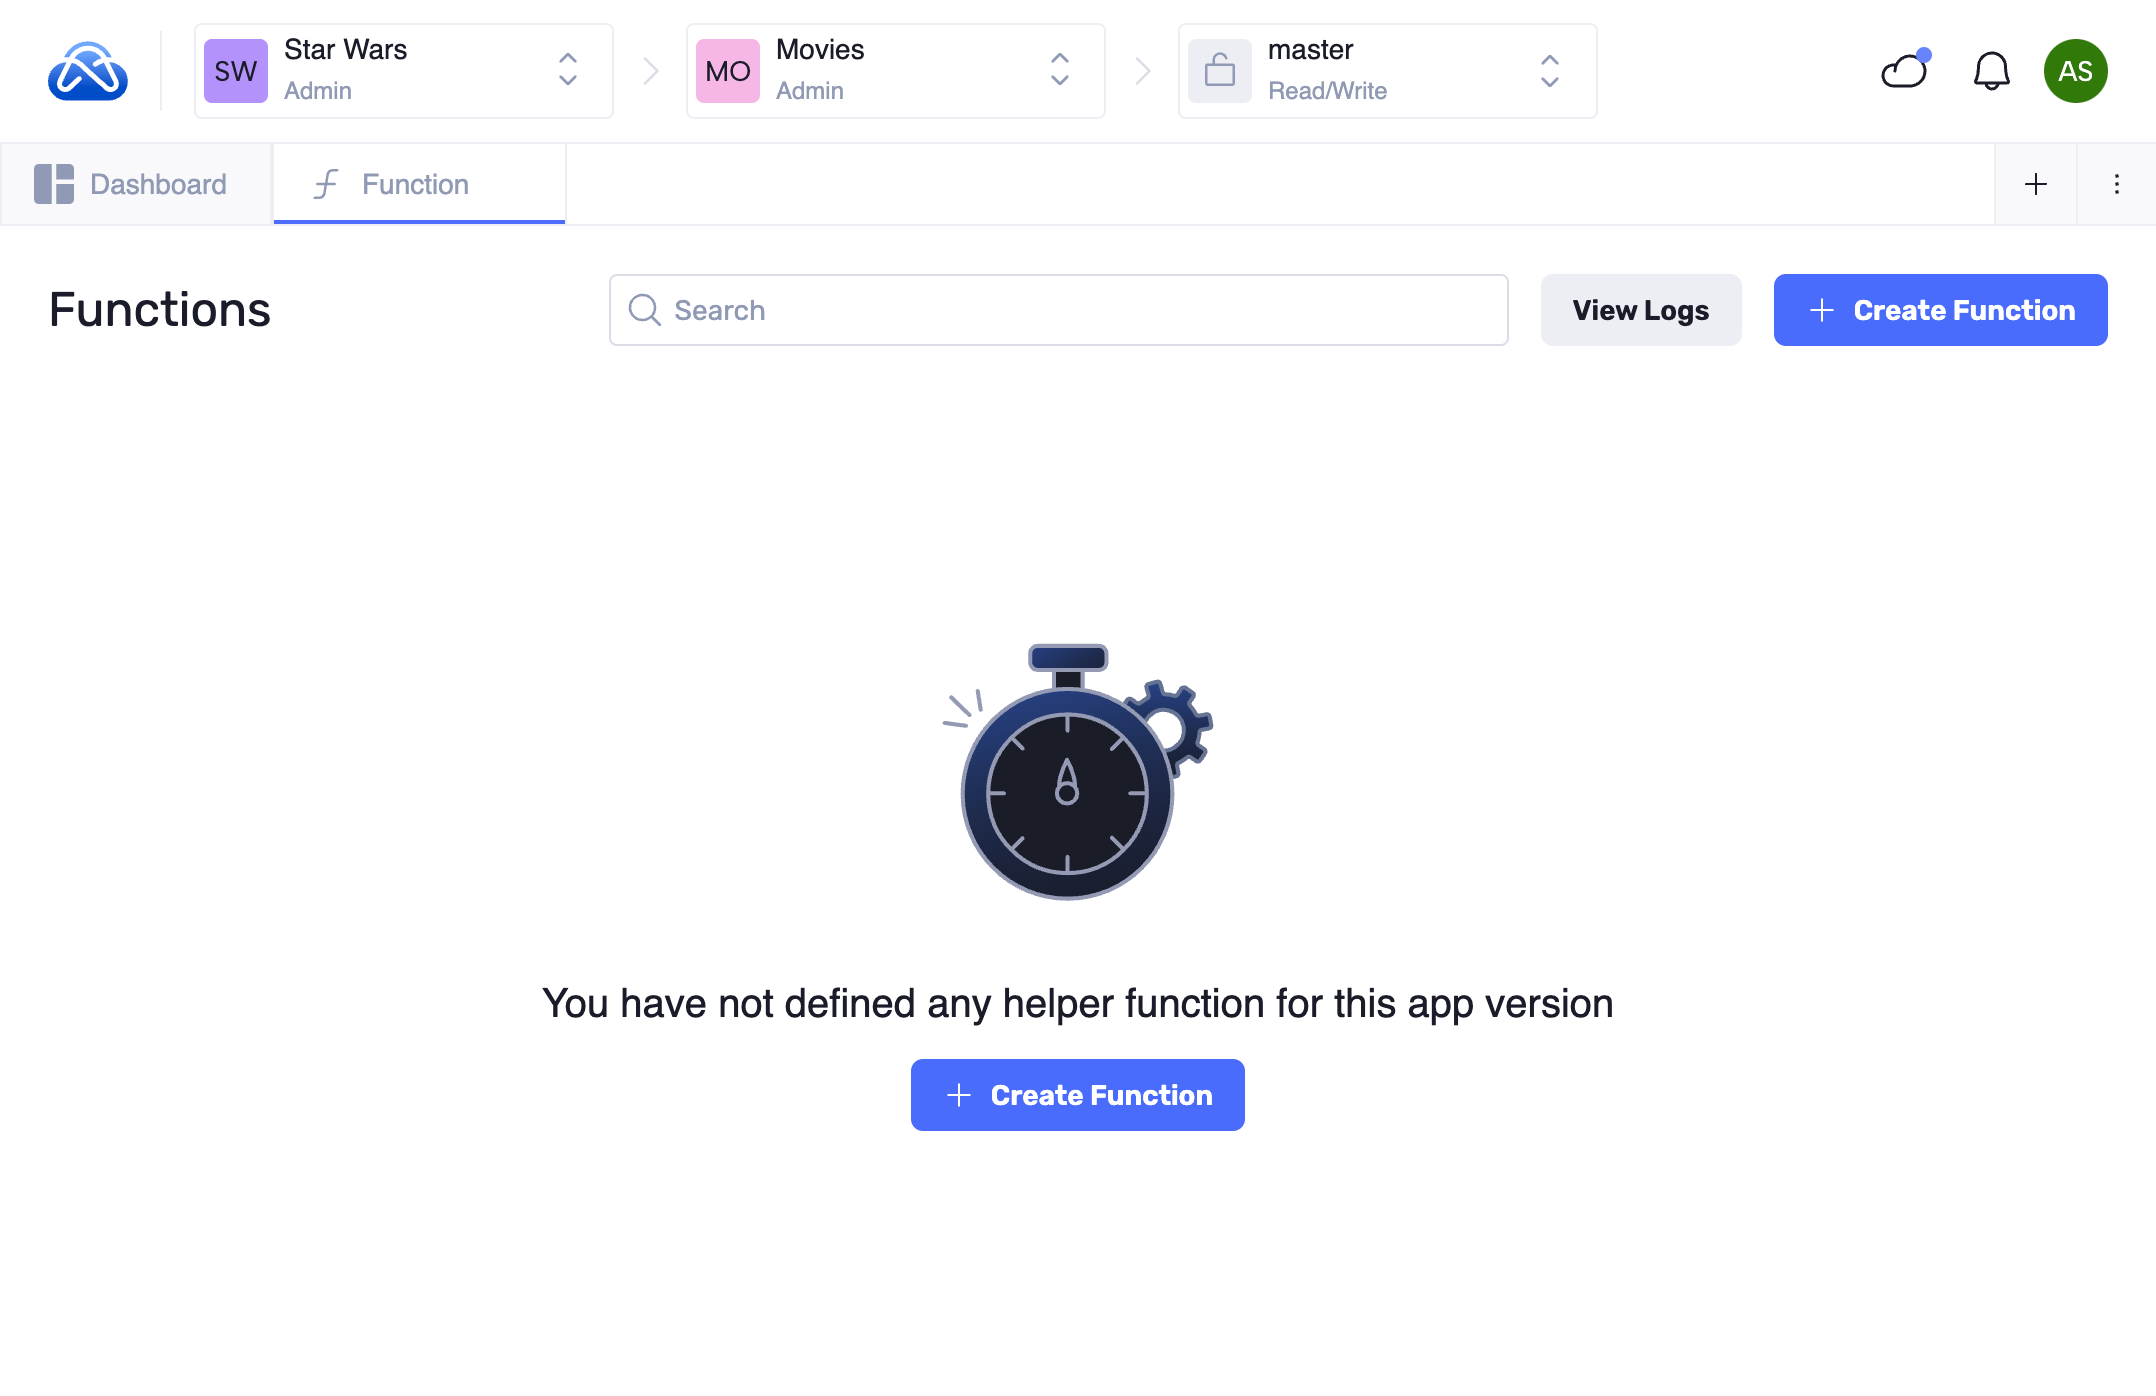 SW
Star Wars
Admin
MO
Movies
Admin
master
Read/Write
AS
Dashboard
Function
Functions
Search
View Logs
Create Function
You have not defined any helper function for this app version
Create Function